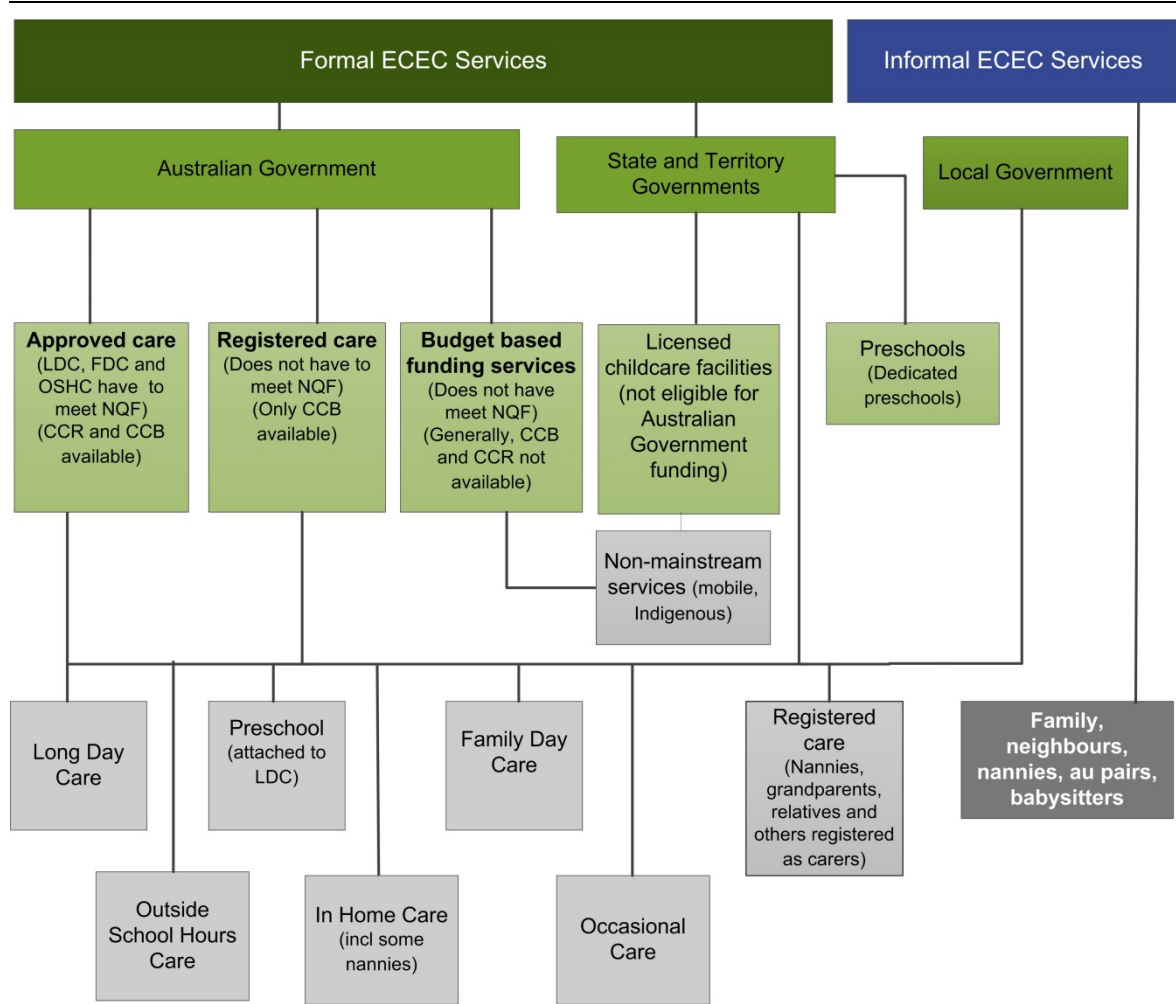 Formal ECEC Services
Informal ECEC Services
Australian Government
State and Territory
Governments
Local Government
Approved care
(LDC, FDC and
OSHC have to
meet NQF)
(CCR and CCB
available)
Registered care
(Does not have to
meet NQF)
(Only CCB
available)
Budget based
funding services
(Does not have
meet NQF)
(Generally, CCB
and CCR not
available)
Licensed
childcare facilities
(not eligible for
Australian
Government
funding)
Preschools
(Dedicated
preschools)
Non-mainstream
services (mobile,
Indigenous)
Long Day
Care
Preschool
(attached to
LDC)
Family Day
Care
Registered
care
(Nannies,
grandparents,
relatives and
others registered
as carers)
Family,
neighbours,
nannies, au pairs,
babysitters
Outside
School Hours
Care
In Home Care
(incl some
nannies)
Occasional
Care